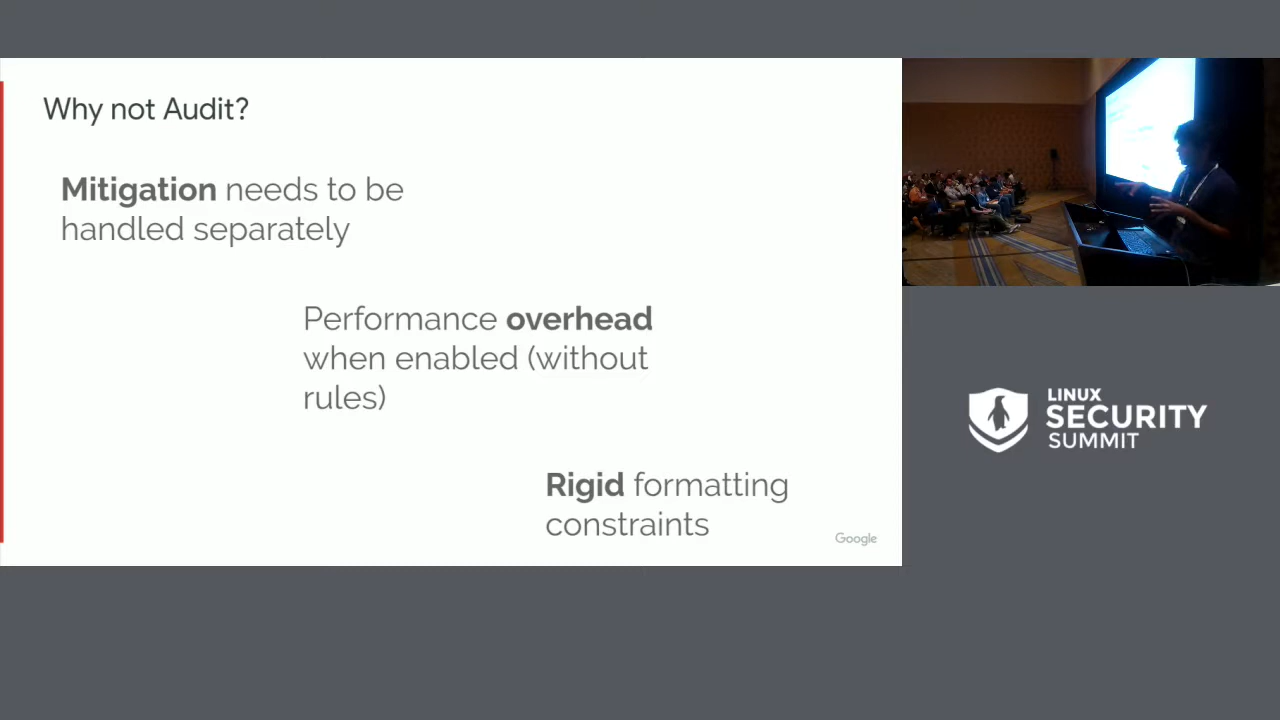 Why not Audit?
Mitigation needs to be
handled separately
Performance overhead
when enabled (without
rules)
Rigid formatting
constraints
Google
LINUX
SECURITY
SUMMIT